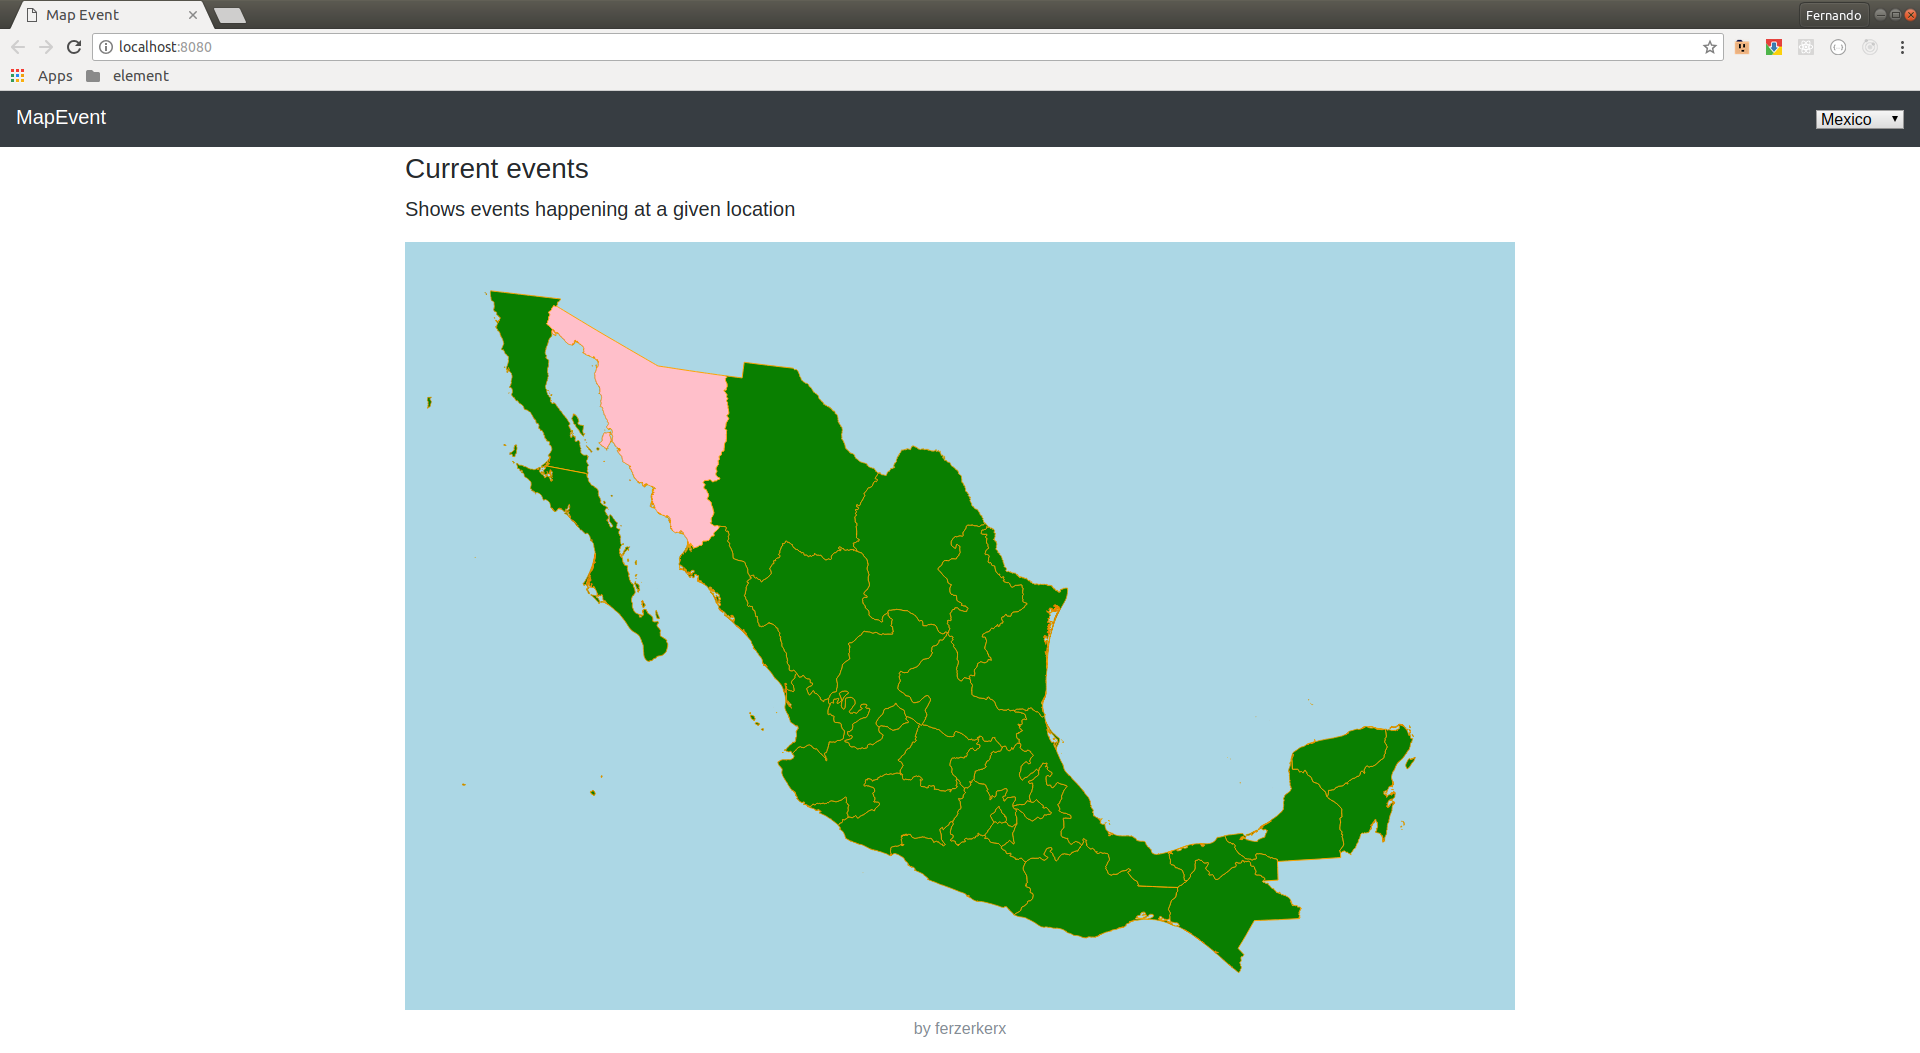 Map Event
Fernando
localhost:8080
Apps
element
MapEvent
Mexico
Current events
Shows events happening at a given location
by ferzerkerx